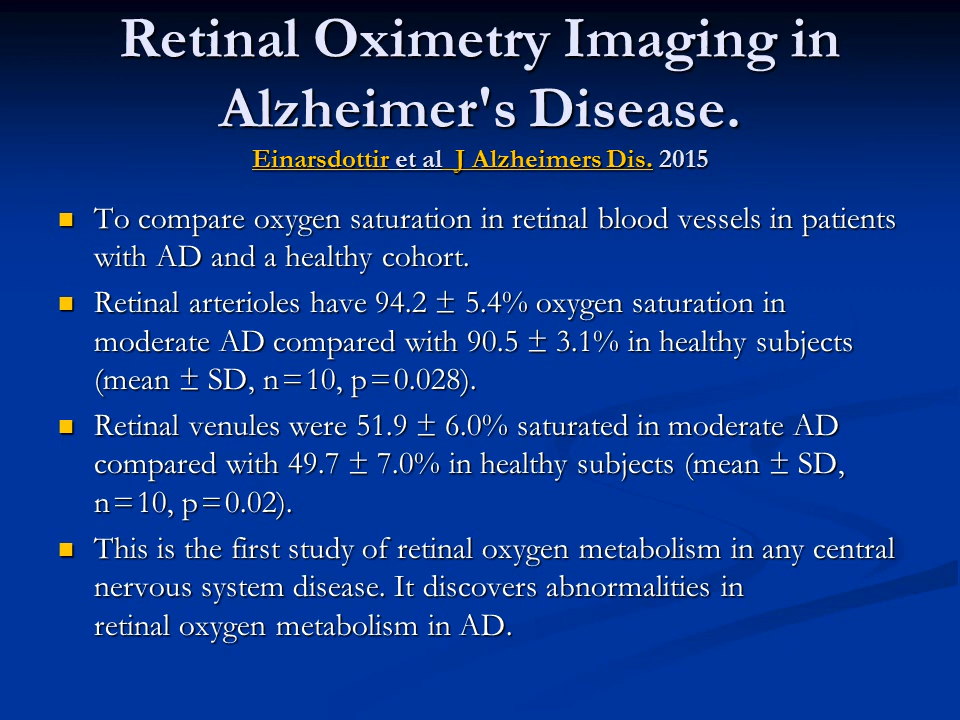 Retinal Oximetry Imaging in
Alzheimer's Disease.
Einarsdottir et al J Alzheimers Dis. 2015
To compare oxygen saturation in retinal blood vessels in patients
with AD and a healthy cohort.
Retinal arterioles have 94.2 ± 5.4% oxygen saturation in
moderate AD compared with 90.5 ± 3.1% in healthy subjects
(mean ± SD, n=10, p=0.028).
Retinal venules were 51.9 ± 6.0% saturated in moderate AD
compared with 49.7 ± 7.0% in healthy subjects (mean ± SD,
n=10, p=0.02).
This is the first study of retinal oxygen metabolism in any central
nervous system disease. It discovers abnormalities in
retinal oxygen metabolism in AD.